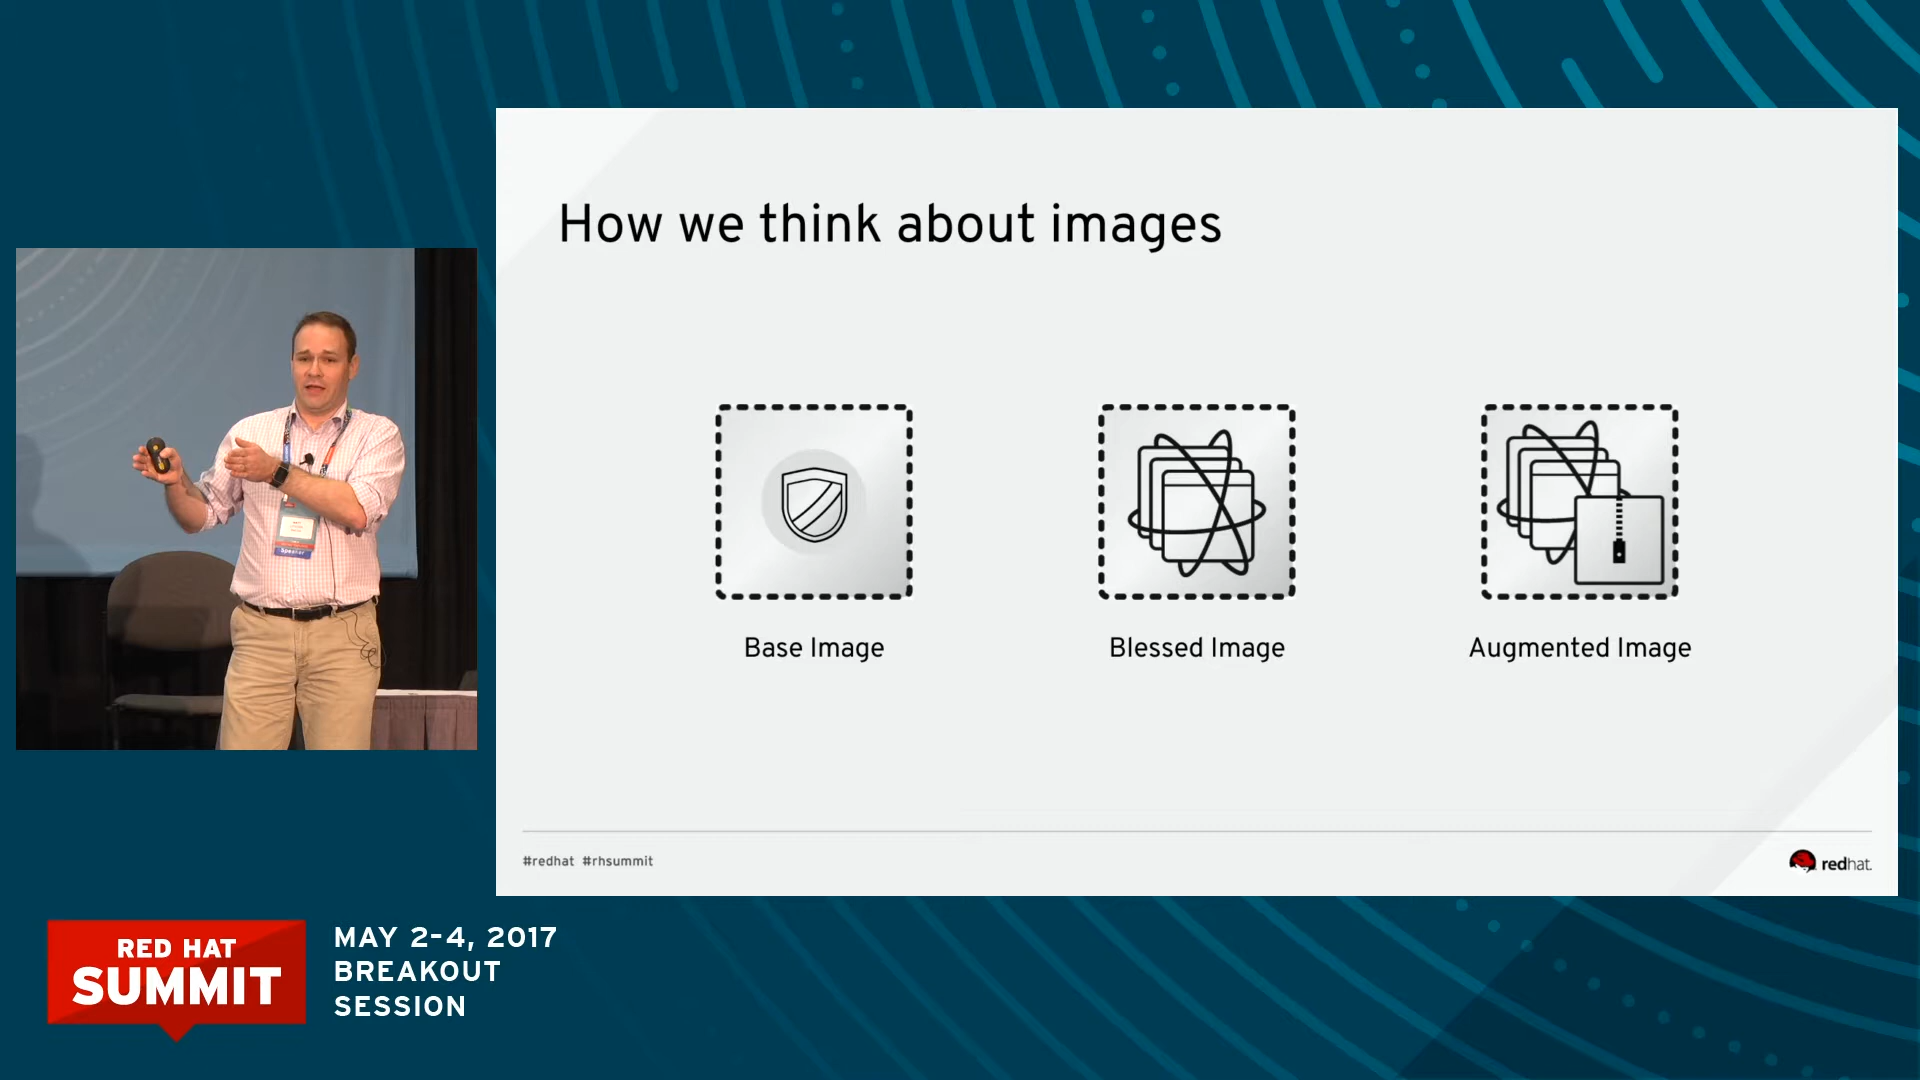 How we think about images
Base Image
Blessed Image
Augmented Image
#redhat #rhsummit
redhat.
Speaker
RED HAT
SUMMIT
MAY 2-4, 2017
BREAKOUT
SESSION